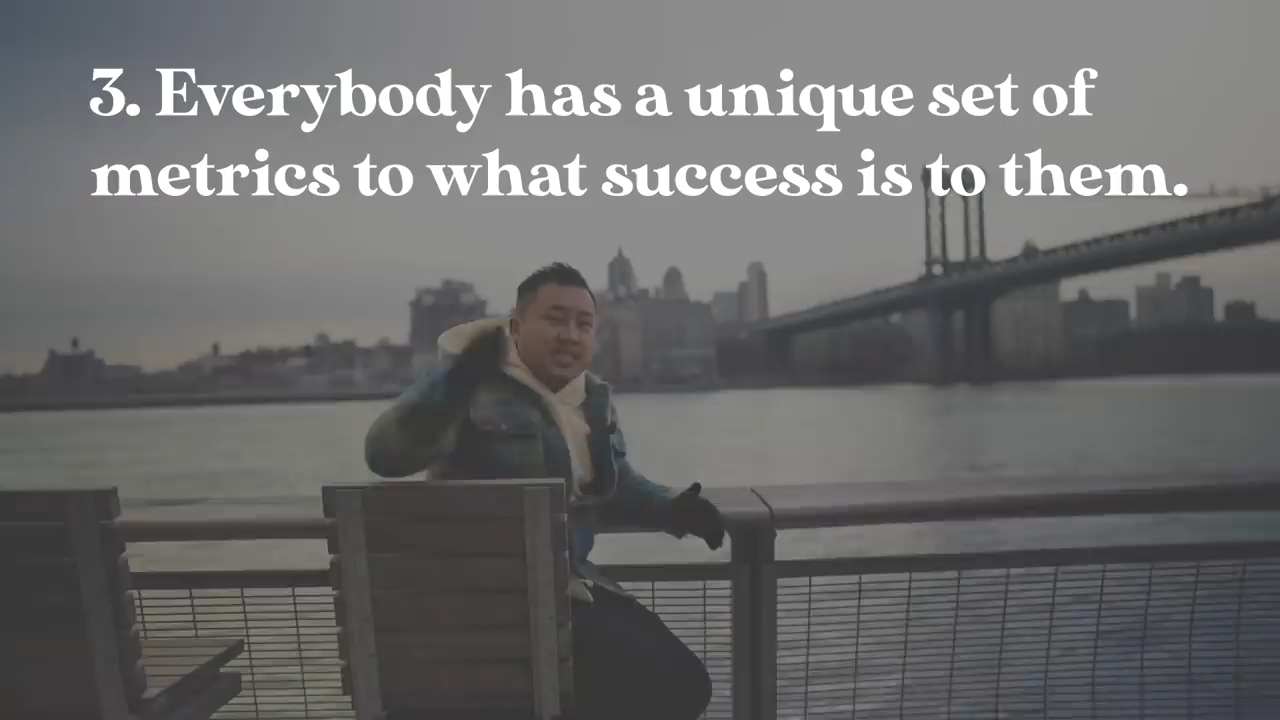 3. Everybody has a unique set of
metrics to what success is to them.